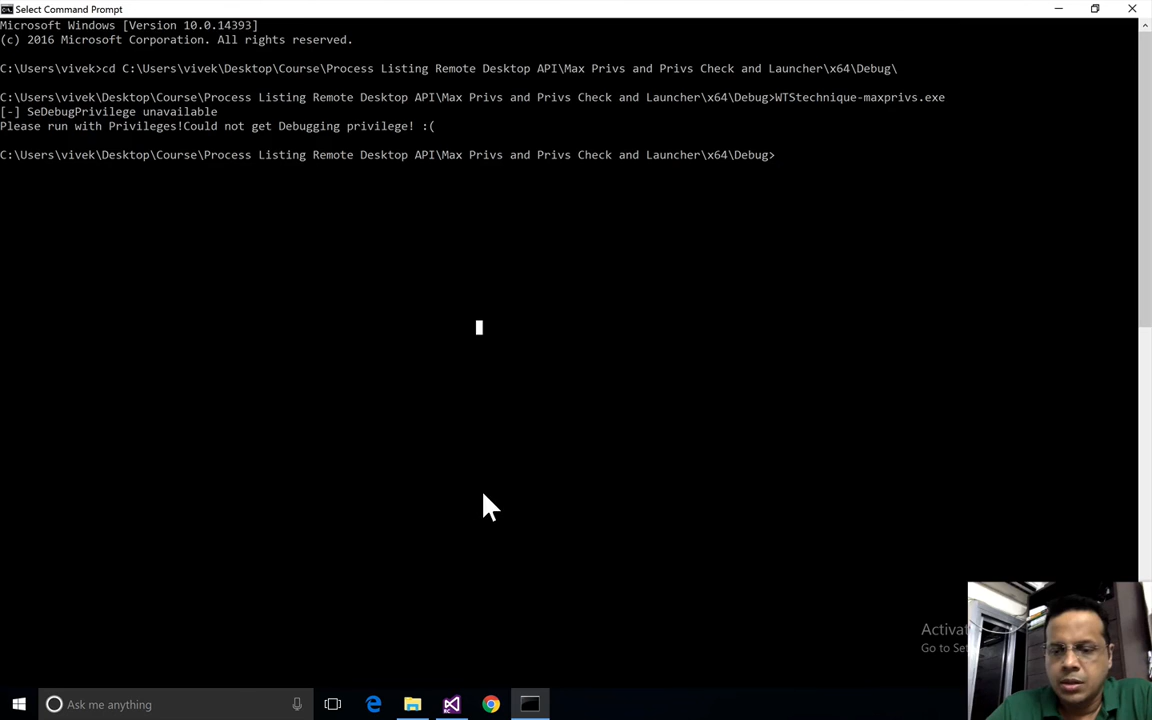 Select Command Prompt
Microsoft Windows [Version 10.0.14393]
(c) 2016 Microsoft Corporation. All rights reserved.
C:\Users\vivek>cd C:\Users\vivek\Desktop\Course\Process Listing Remote Desktop API\Max Privs and Privs Check and Launcher\x64\Debug\
C:\Users\vivek\Desktop\Course\Process Listing Remote Desktop API\Max Privs and Privs Check and Launcher\x64\Debug>WTStechnique-maxprivs.exe
[-] SeDebugPrivilege unavailable
Please run with Privileges!Could not get Debugging privilege! :(
C:\Users\vivek\Desktop\Course\Process Listing Remote Desktop API\Max Privs and Privs Check and Launcher\x64\Debug>
Activat
Go to Set
Ask me anything